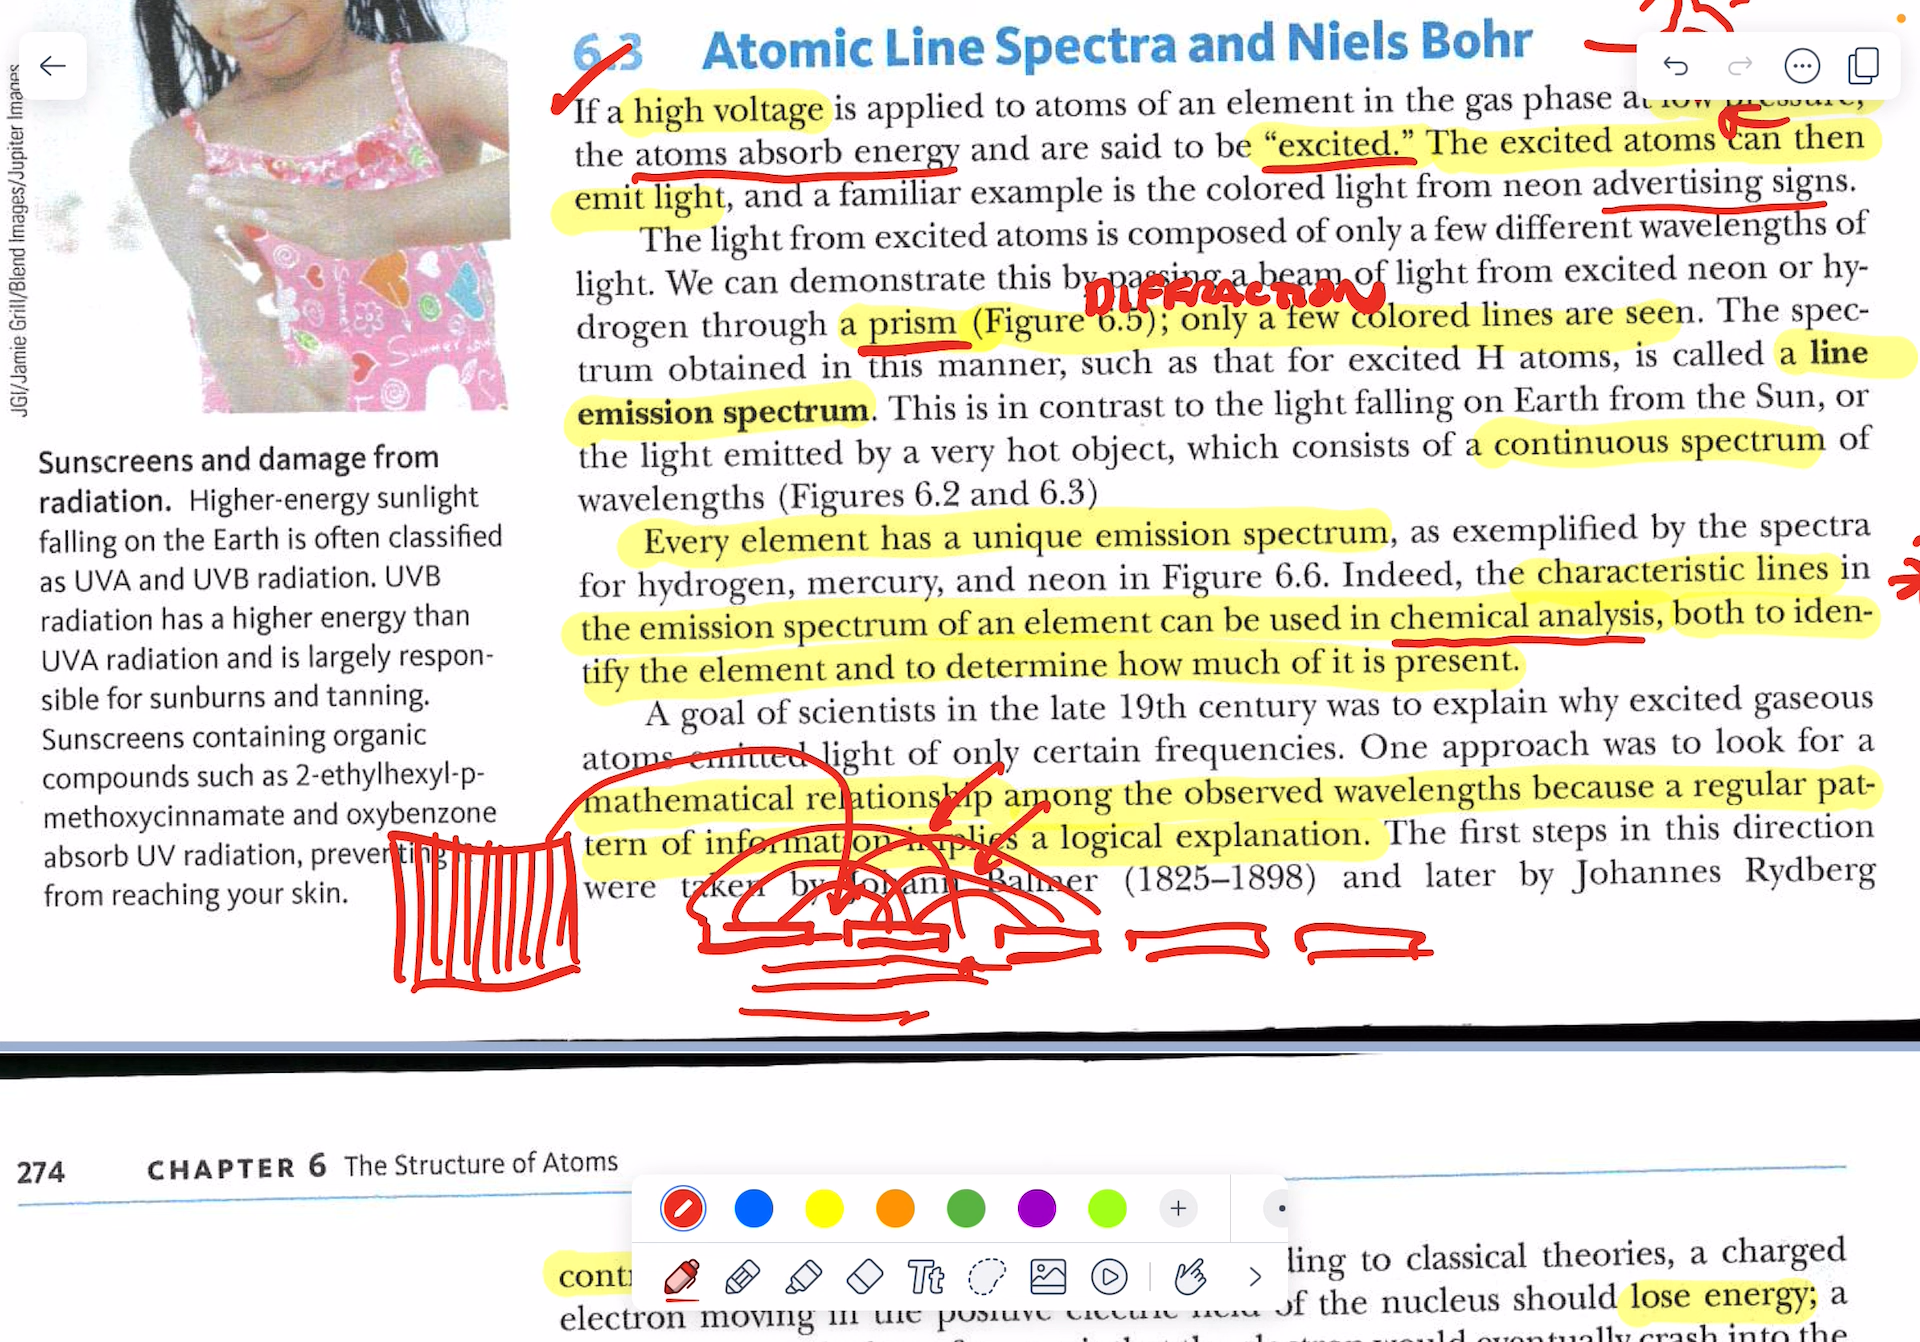 JGI/Jamie Grill/Blend Images/Jupiter Images
Sunscreens and damage from
radiation. Higher-energy sunlight
falling on the Earth is often classified
as UVA and UVB radiation. UVB
radiation has a higher energy than
UVA radiation and is largely respon-
sible for sunburns and tanning.
Sunscreens containing organic
compounds such as 2-ethylhexyl-p-
methoxycinnamate and oxybenzone
absorb UV radiation, preventing
from reaching your skin.
6.3 Atomic Line Spectra and Niels Bohr
If a high voltage is applied to atoms of an element in the gas phase at low pressure,
the atoms absorb energy and are said to be “excited.” The excited atoms can then
emit light, and a familiar example is the colored light from neon advertising signs.
The light from excited atoms is composed of only a few different wavelengths of
light. We can demonstrate this by passing a beam of light from excited neon or hy-
DIFFRACTION
drogen through a prism (Figure 6.5); only a few colored lines are seen. The spec-
trum obtained in this manner, such as that for excited H atoms, is called a line
emission spectrum. This is in contrast to the light falling on Earth from the Sun, or
the light emitted by a very hot object, which consists of a continuous spectrum of
wavelengths (Figures 6.2 and 6.3)
Every element has a unique emission spectrum, as exemplified by the spectra
for hydrogen, mercury, and neon in Figure 6.6. Indeed, the characteristic lines in
the emission spectrum of an element can be used in chemical analysis, both to iden-
tify the element and to determine how much of it is present.
A goal of scientists in the late 19th century was to explain why excited gaseous
atoms emitted light of only certain frequencies. One approach was to look for a
mathematical relationship among the observed wavelengths because a regular pat-
tern of information implies a logical explanation. The first steps in this direction
were taken by Johann Balmer (1825–1898) and later by Johannes Rydberg
274 CHAPTER 6 The Structure of Atoms
Tt
ding to classical theories, a charged
electron moving in the positive electric field of the nucleus should lose energy; a